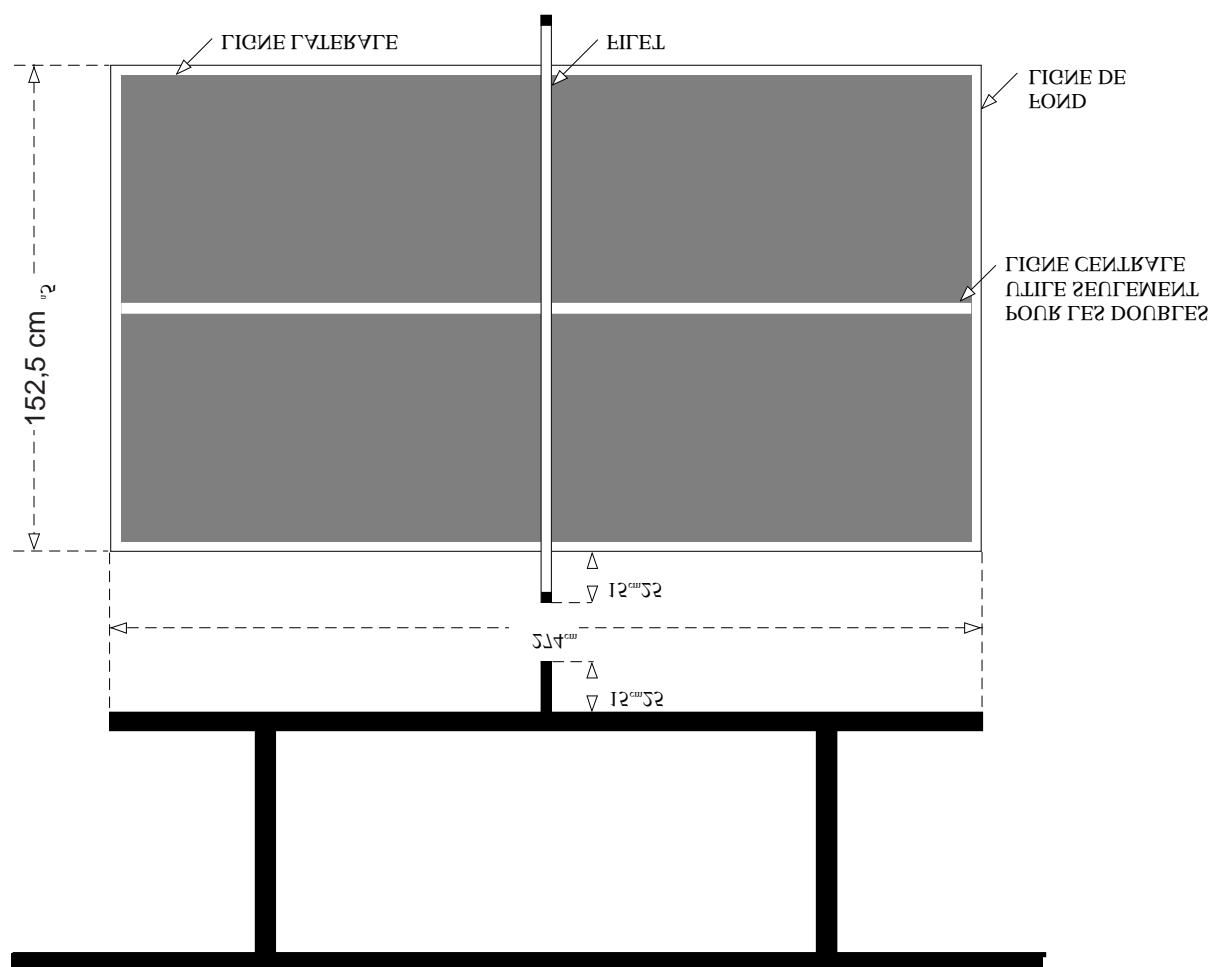 LIGNE LATERALE
FILET
LIGNE DE
FOND
LIGNE CENTRALE
UTILE SEULEMENT
POUR LES DOUBLES
152,5 cm
15cm25
274cm
15cm25